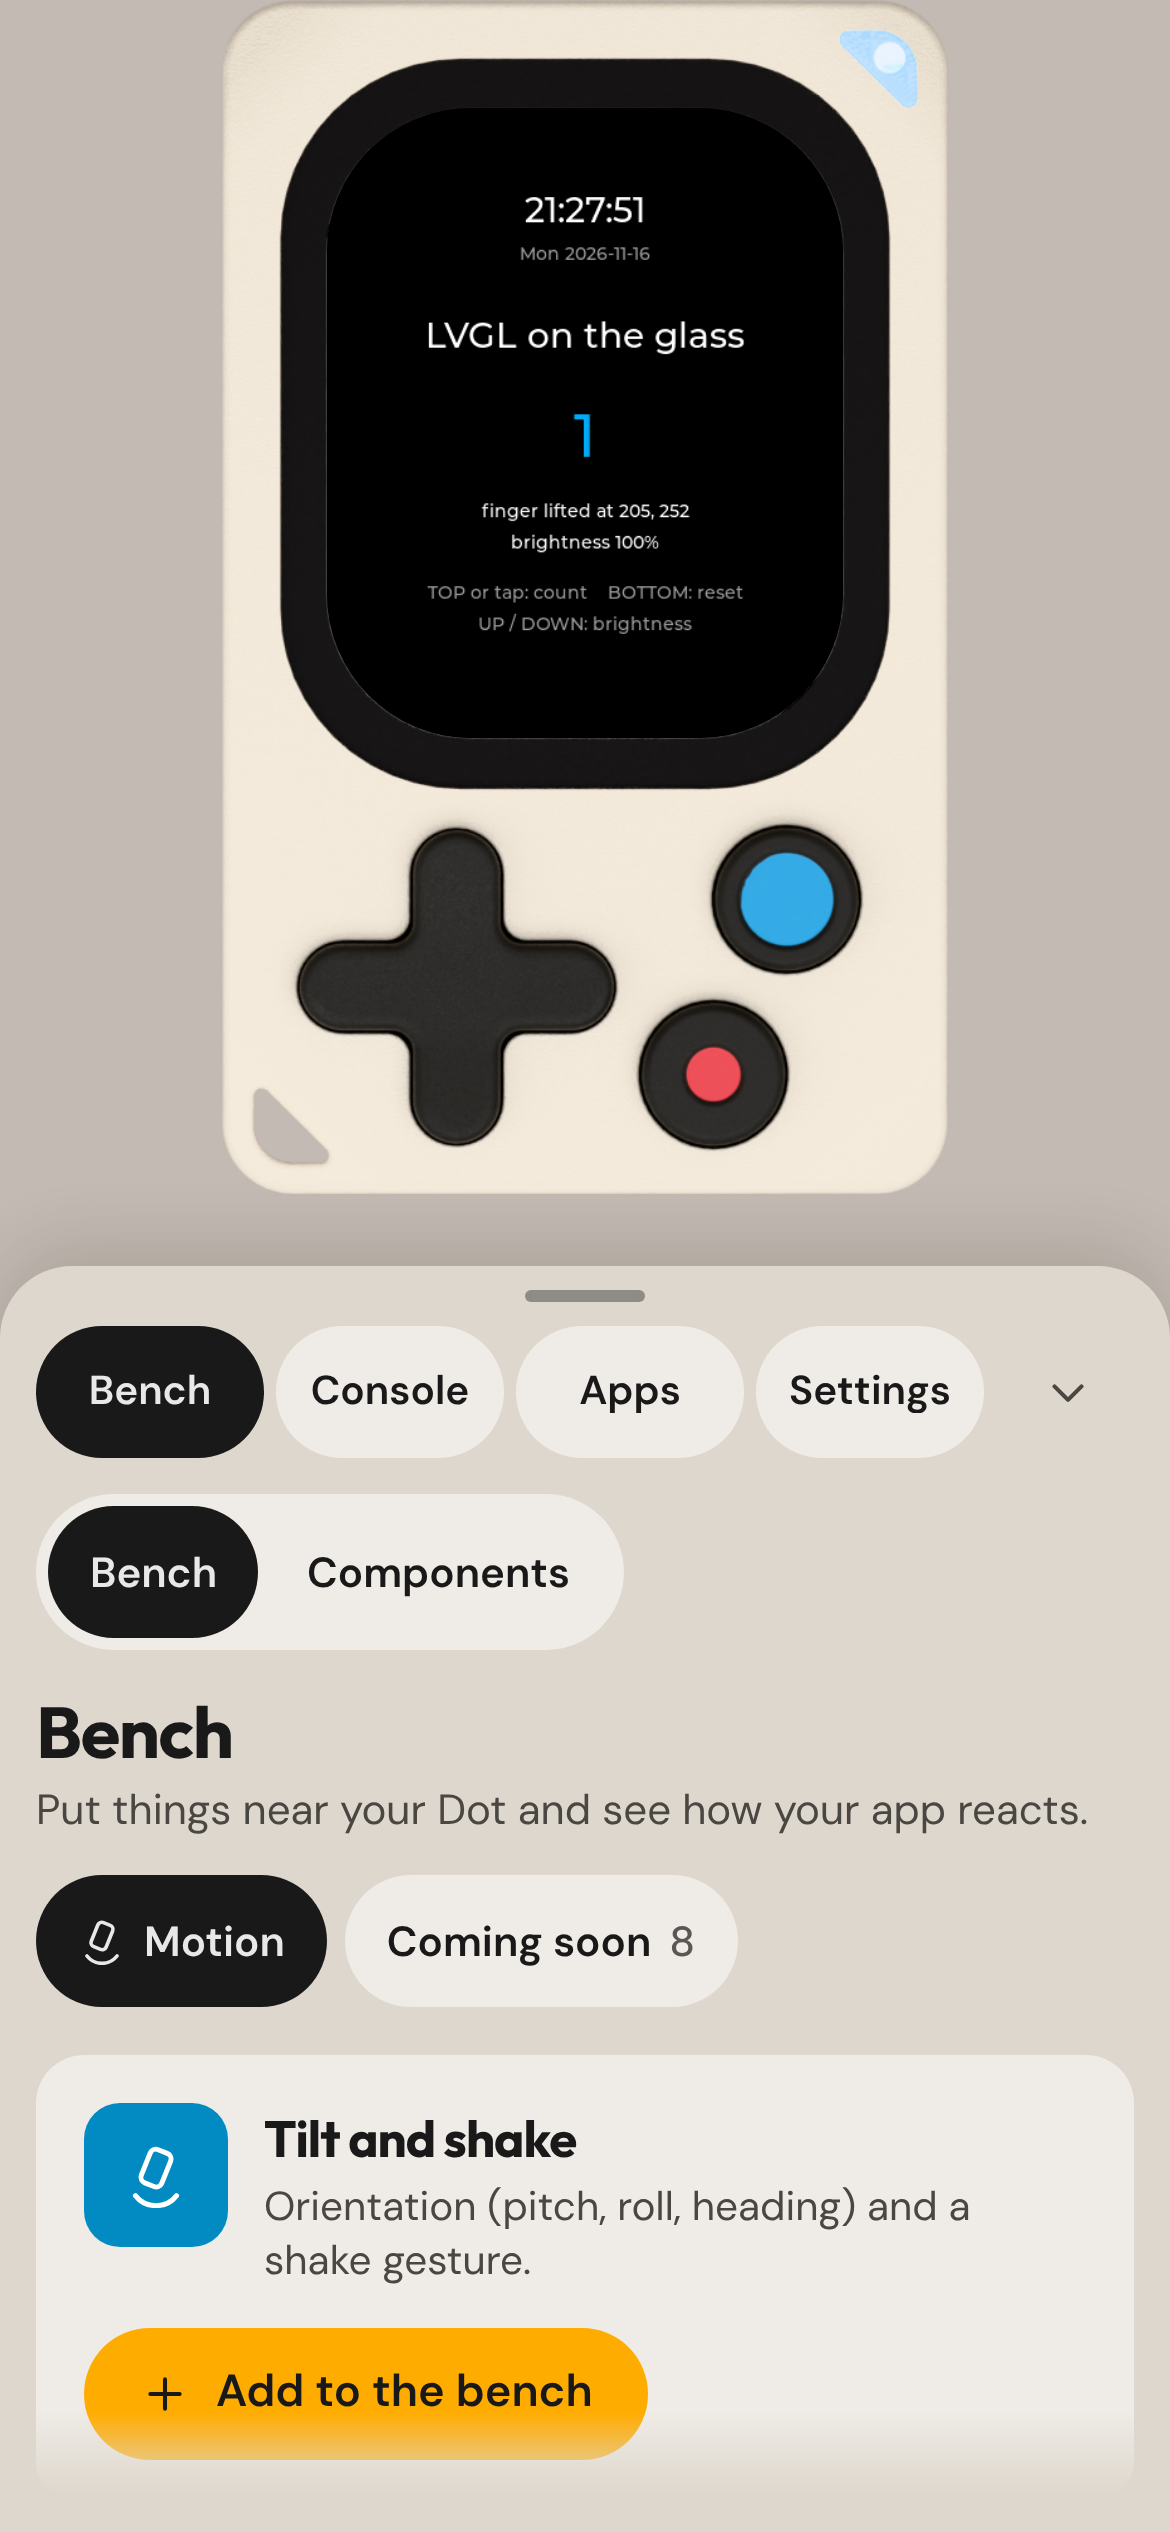 21:27:51
Mon 2026-11-16
LVGL on the glass
1
finger lifted at 205, 252
brightness 100%
TOP or tap: count BOTTOM: reset
UP / DOWN: brightness
Bench Console Apps Settings
Bench Components
Bench
Put things near your Dot and see how your app reacts.
Motion Coming soon 8
Tilt and shake
Orientation (pitch, roll, heading) and a
shake gesture.
+ Add to the bench